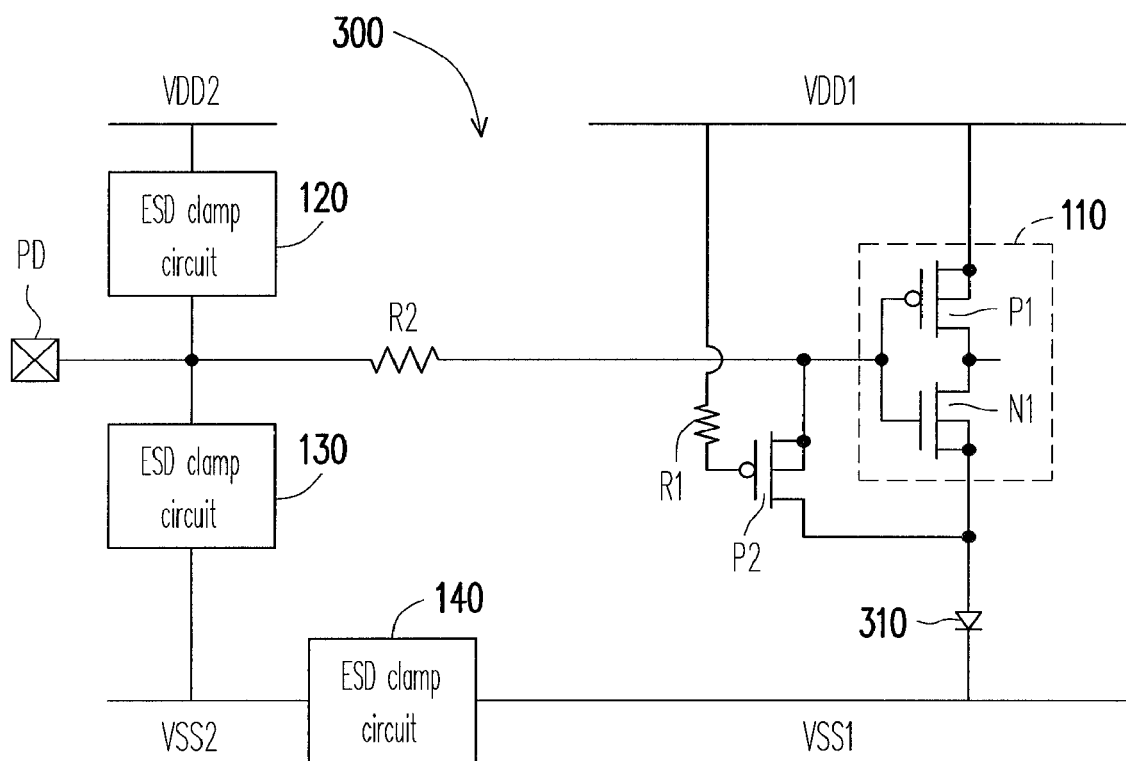 300
VDD2
VDD1
ESD clamp
circuit
120
110
PD
P1
R2
N1
ESD clamp
circuit
130
R1
P2
140
310
ESD clamp
circuit
VSS2
VSS1